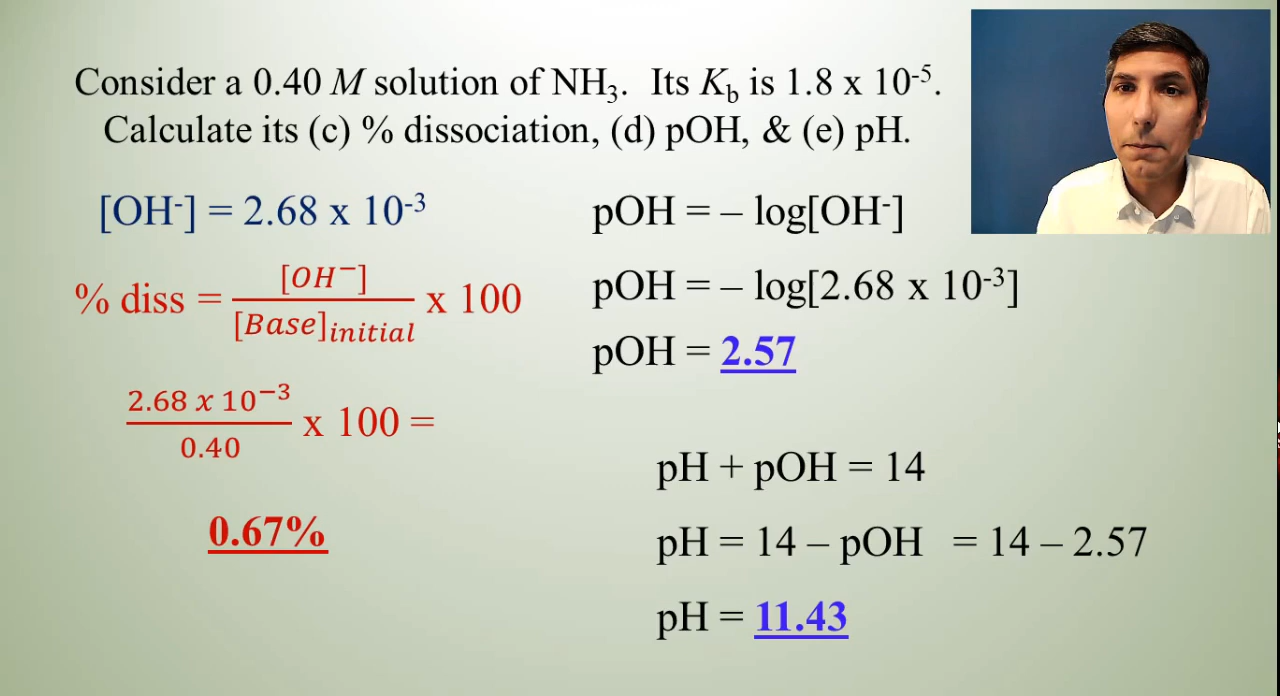 Consider a 0.40 M solution of NH₃. Its K_b is 1.8 x 10⁻⁵.
Calculate its (c) % dissociation, (d) pOH, & (e) pH.
[OH⁻] = 2.68 x 10⁻³
% diss = [OH⁻] / [Base]initial x 100
2.68 x 10⁻³ / 0.40 x 100 =
0.67%
pOH = – log[OH⁻]
pOH = – log[2.68 x 10⁻³]
pOH = 2.57
pH + pOH = 14
pH = 14 – pOH = 14 – 2.57
pH = 11.43